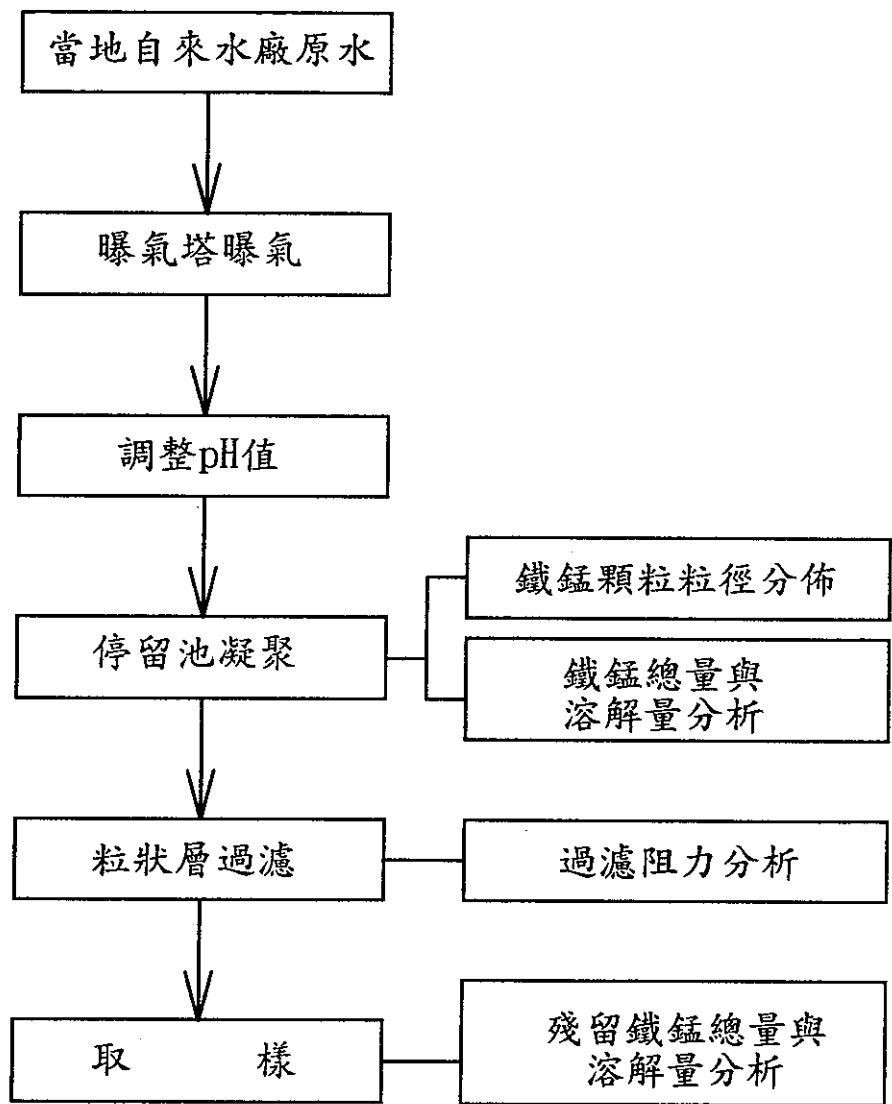 當地自來水廠原水
曝氣塔曝氣
調整pH值
停留池凝聚
鐵錳顆粒粒徑分佈
鐵錳總量與
溶解量分析
粒狀層過濾
過濾阻力分析
取樣
殘留鐵錳總量與
溶解量分析